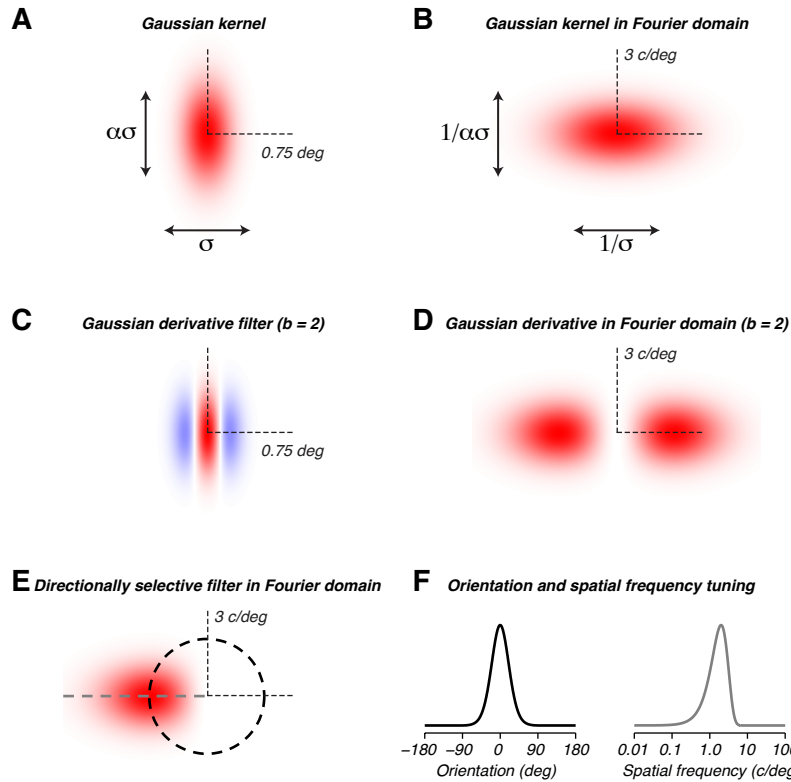 A
Gaussian kernel
ασ
0.75 deg
σ
B
Gaussian kernel in Fourier domain
3 c/deg
1/ασ
1/σ
C
Gaussian derivative filter (b = 2)
0.75 deg
D
Gaussian derivative in Fourier domain (b = 2)
3 c/deg
E Directionally selective filter in Fourier domain
3 c/deg
F Orientation and spatial frequency tuning
−180 −90 0 90 180
Orientation (deg)
0.01 0.1 1.0 10 100
Spatial frequency (c/deg)